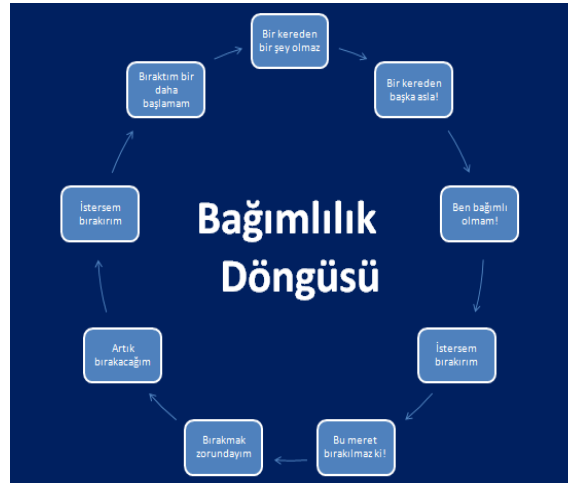 Bir kereden
bir şey olmaz
Bir kereden
başka asla!
Ben bağımlı
olmam!
İstersem
bırakırım
Bu meret
bırakılmaz ki!
Bırakmak
zorundayım
Artık
bırakacağım
İstersem
bırakırım
Bıraktım bir
daha
başlamam
Bağımlılık
Döngüsü